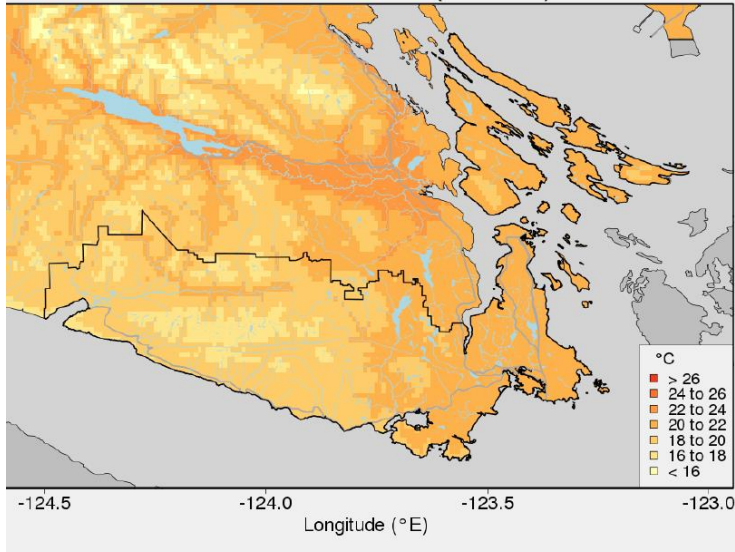 °C
> 26
24 to 26
22 to 24
20 to 22
18 to 20
16 to 18
< 16
-124.5 -124.0 -123.5 -123.0
Longitude (°E)